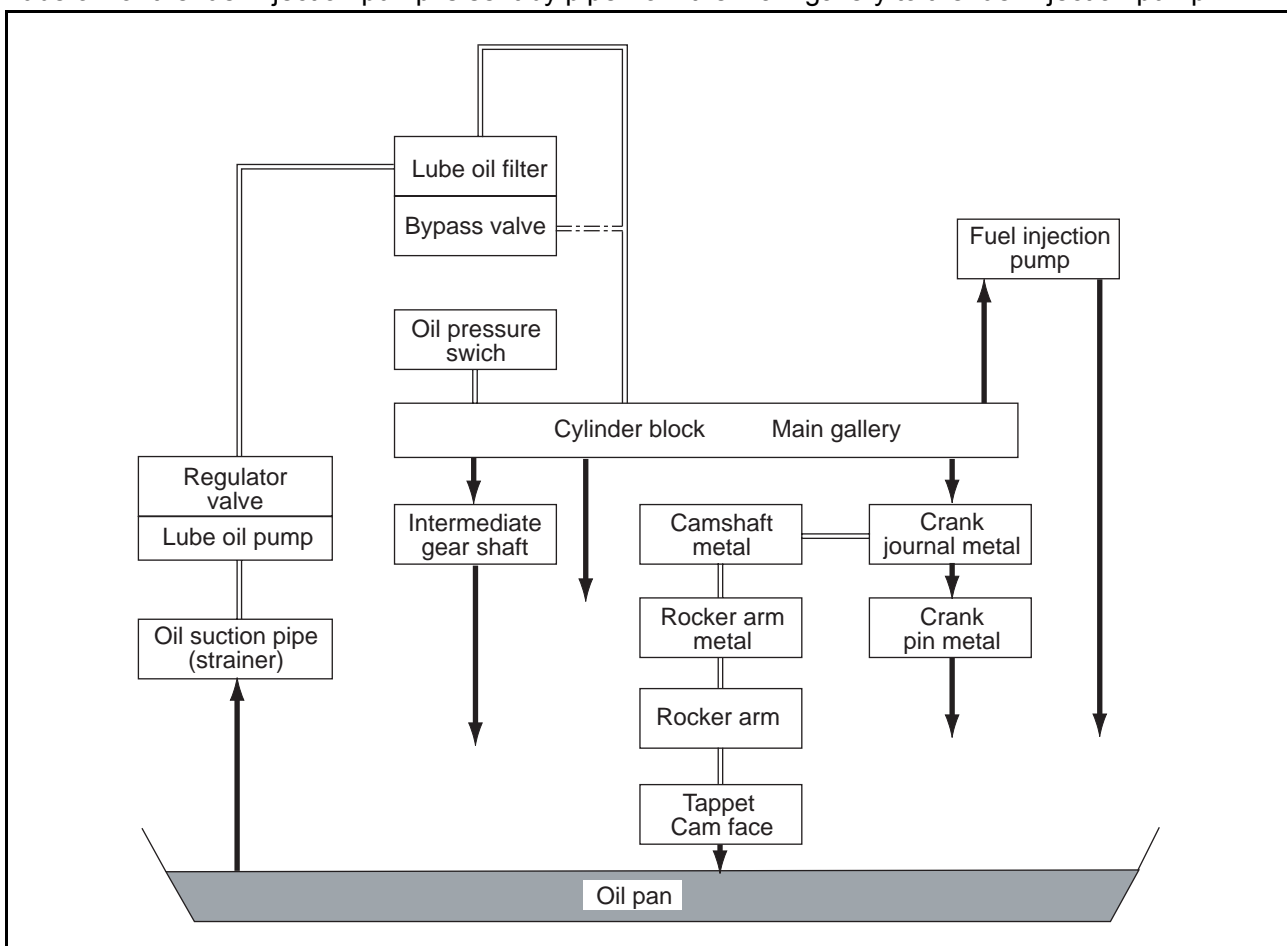 Lube oil filter
Bypass valve
Fuel injection
pump
Oil pressure
swich
Cylinder block Main gallery
Regulator
valve
Lube oil pump
Intermediate
gear shaft
Camshaft
metal
Crank
journal metal
Oil suction pipe
(strainer)
Rocker arm
metal
Crank
pin metal
Rocker arm
Tappet
Cam face
Oil pan